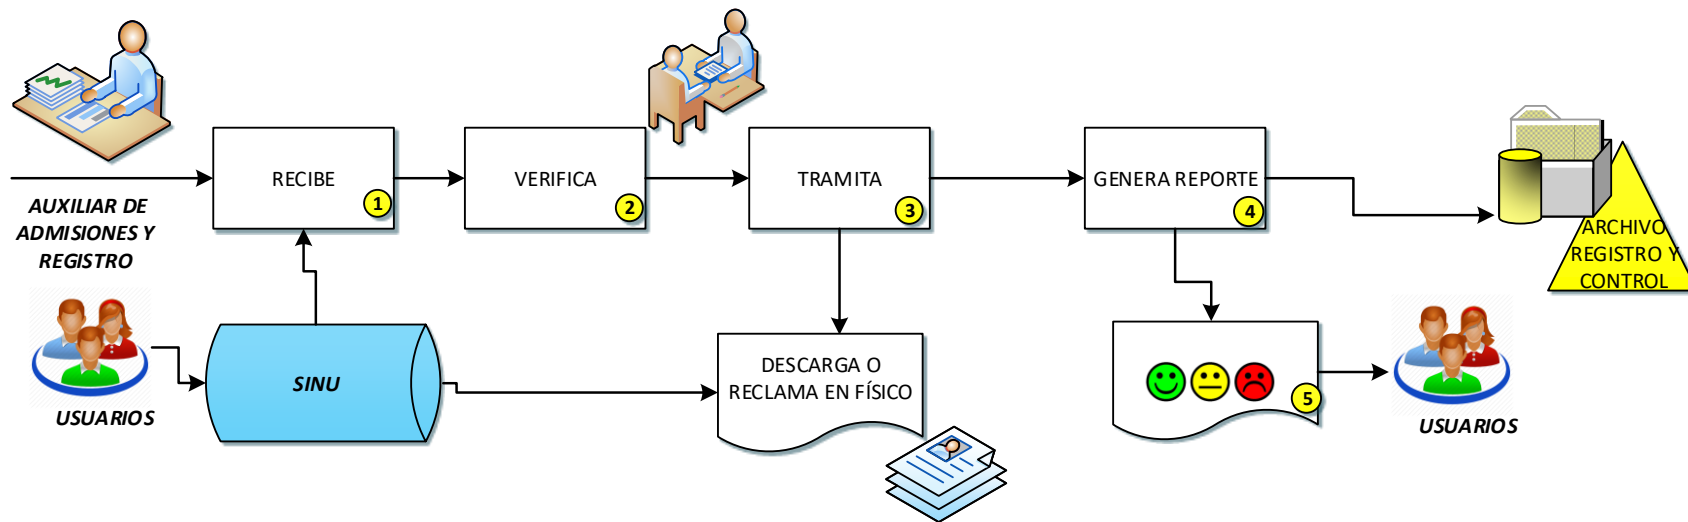 RECIBE
1
VERIFICA
2
TRAMITA
3
GENERA REPORTE
4
AUXILIAR DE
ADMISIONES Y
REGISTRO
ARCHIVO
REGISTRO Y
CONTROL
USUARIOS
SINU
DESCARGA O
RECLAMA EN FÍSICO
5
USUARIOS